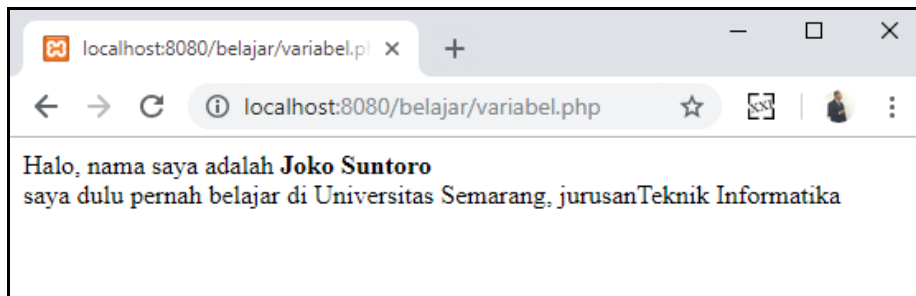 localhost:8080/belajar/variabel.pl
localhost:8080/belajar/variabel.php
Halo, nama saya adalah Joko Suntoro
saya dulu pernah belajar di Universitas Semarang, jurusanTeknik Informatika